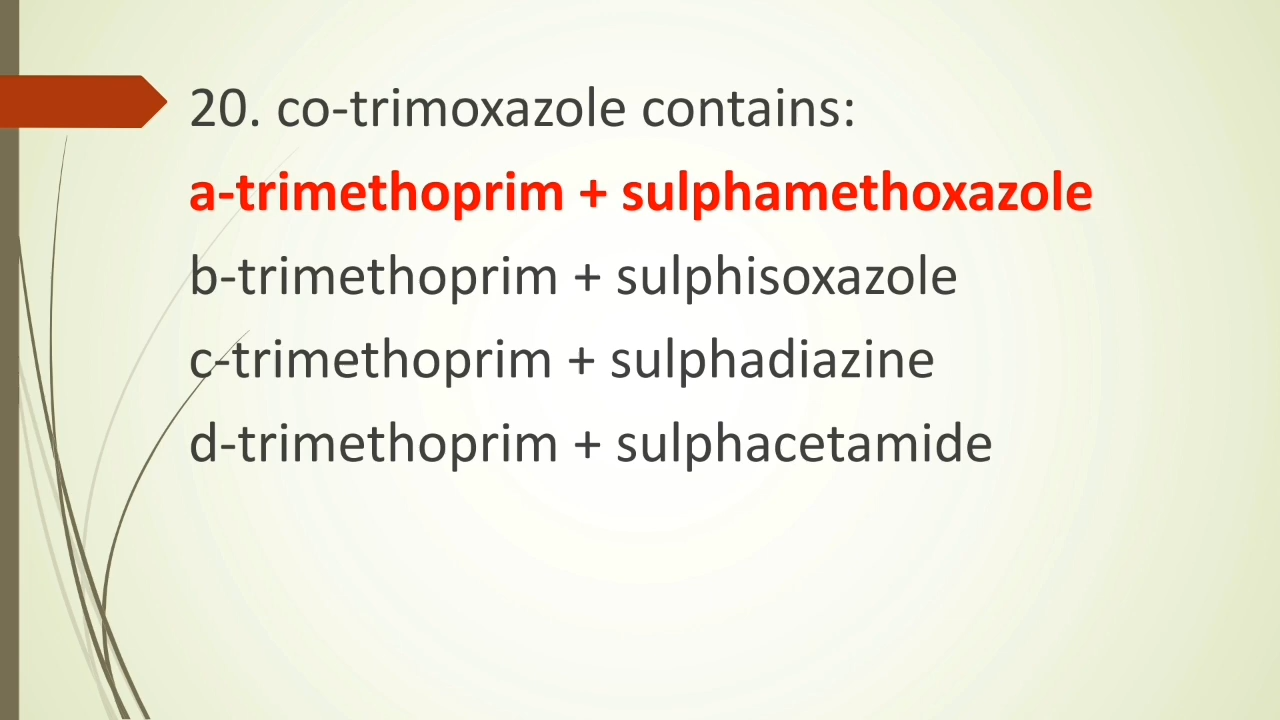 20. co-trimoxazole contains:
a-trimethoprim + sulphamethoxazole
b-trimethoprim + sulphisoxazole
c-trimethoprim + sulphadiazine
d-trimethoprim + sulphacetamide